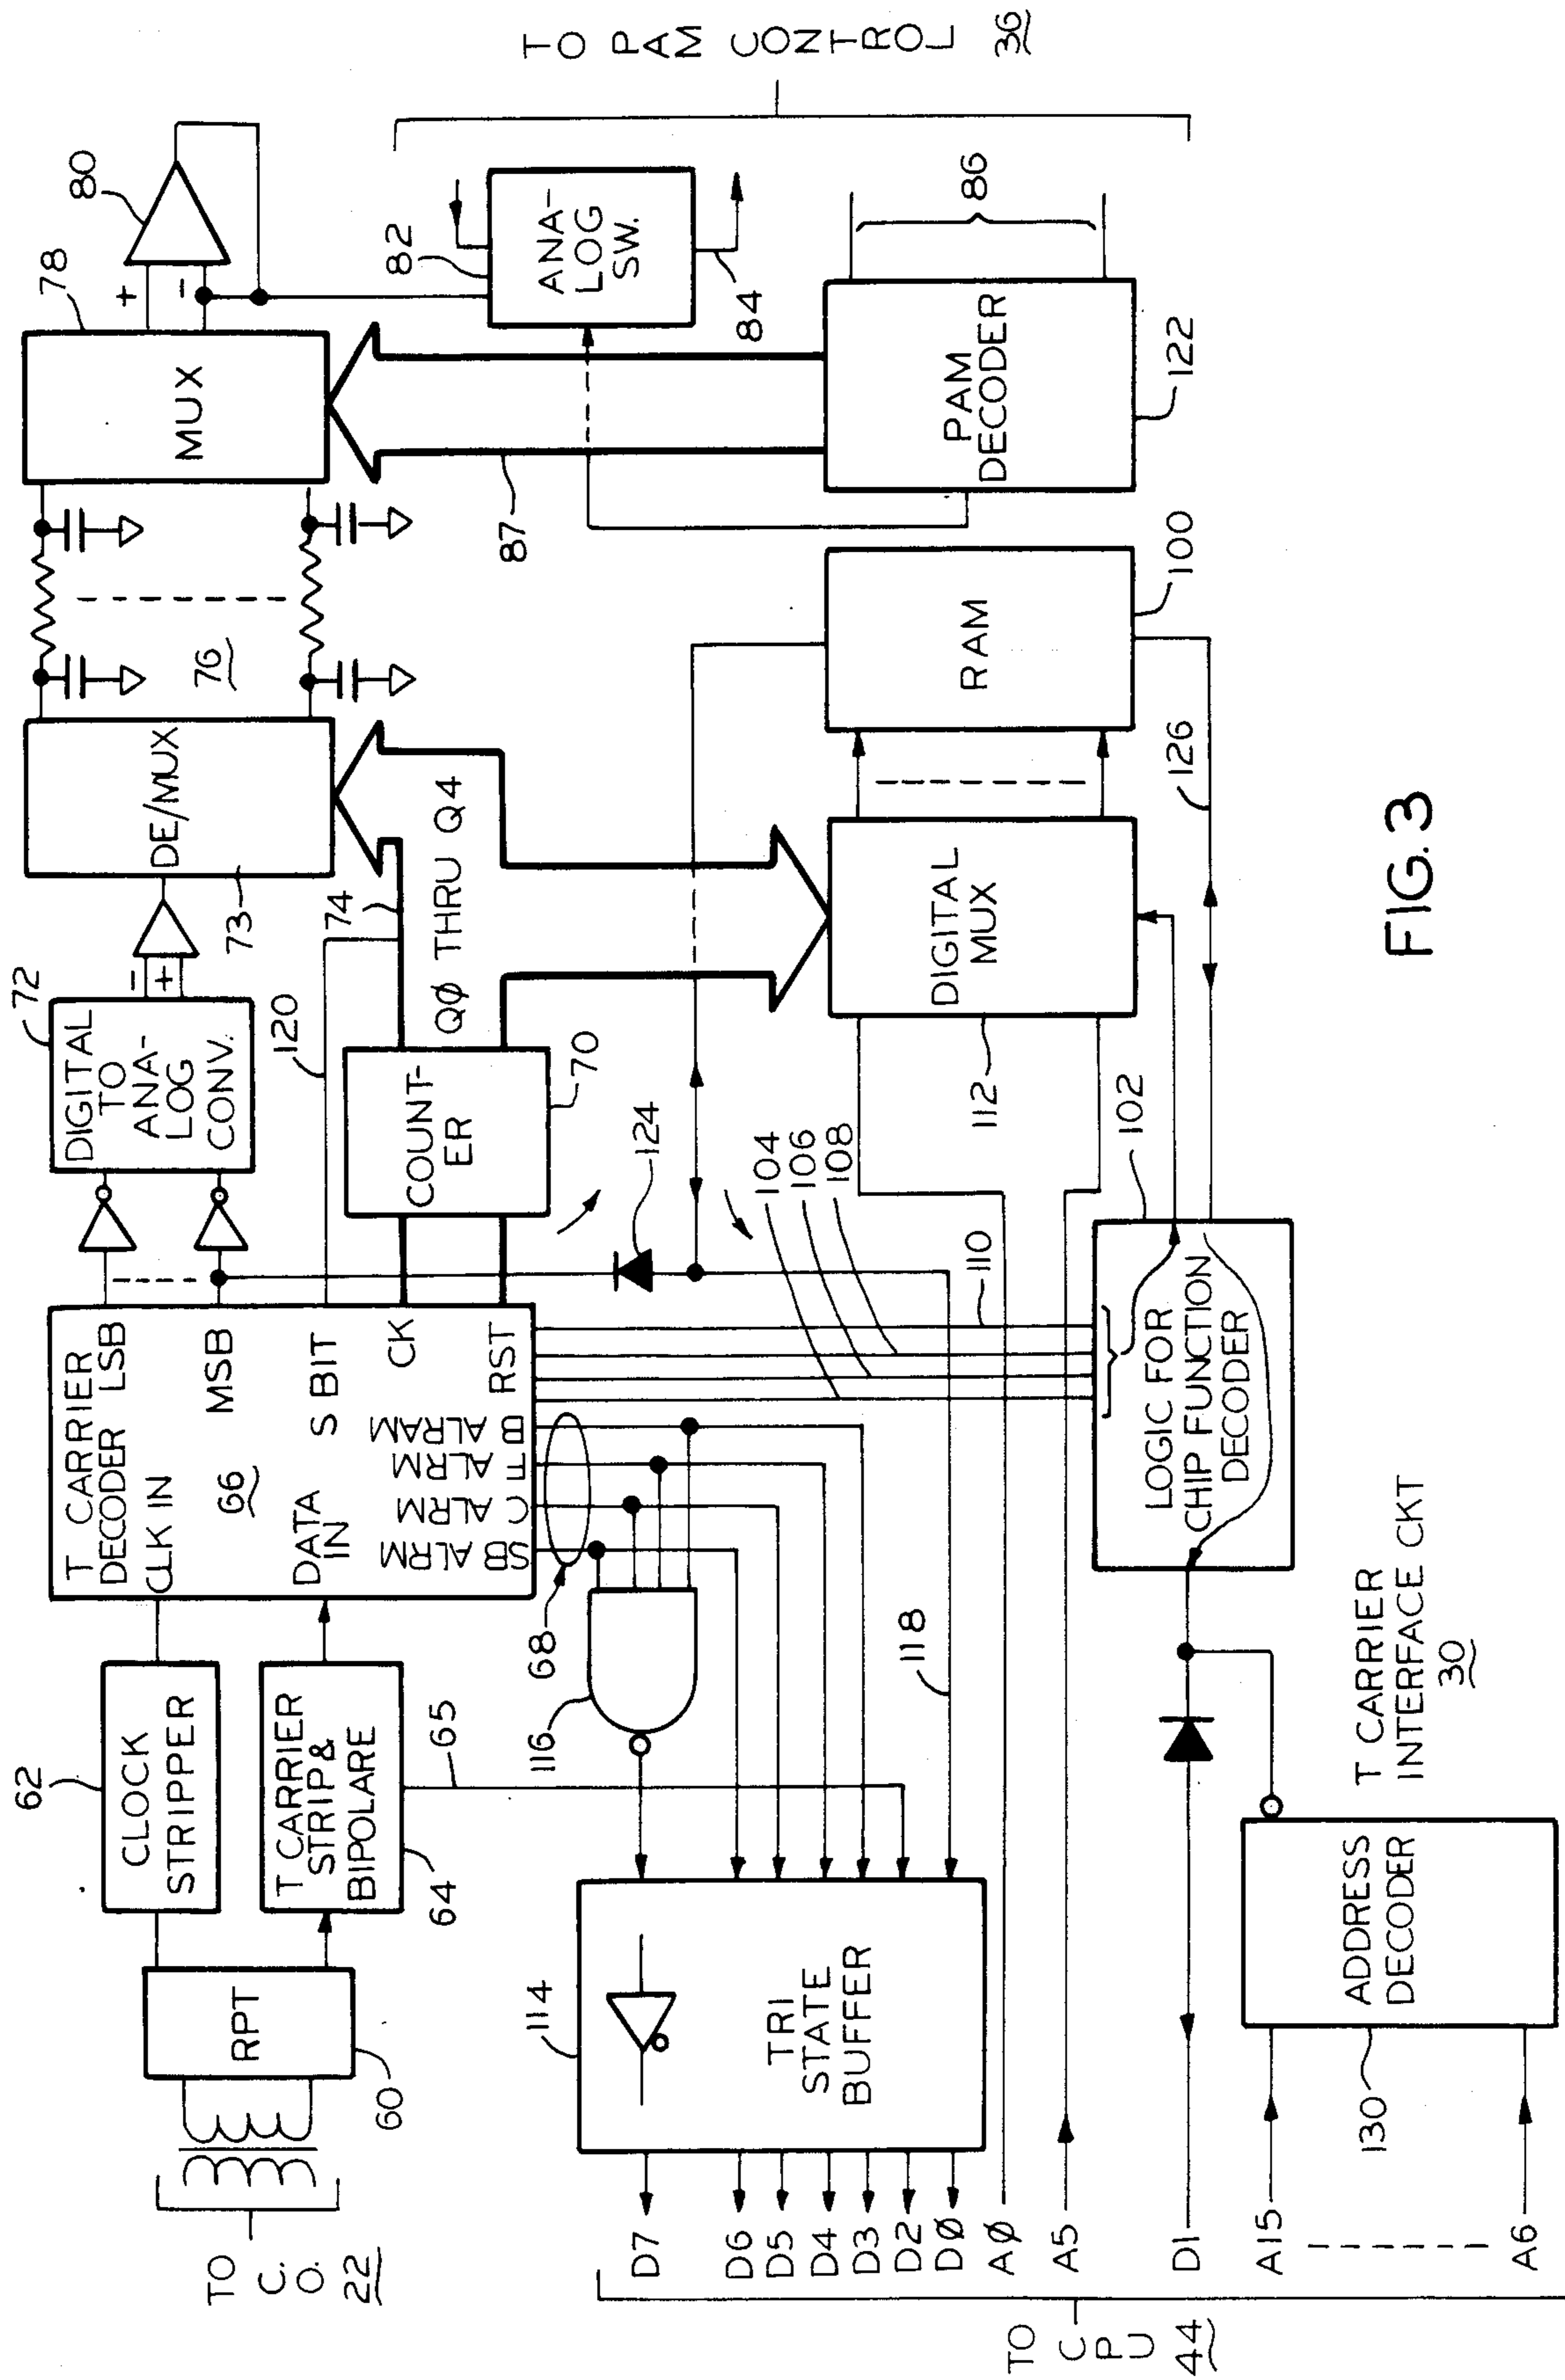 TO
C.
O.
22
RPT
60
62
CLOCK
STRIPPER
T CARRIER
STRIP &
BIPOLARE
64
65
T CARRIER
DECODER LSB
CLK IN
66
MSB
DATA
IN
S BIT
CK
RST
SB ALRM
C ALRM
F ALRM
B ALRAM
68
72
DIGITAL
TO
ANA-
LOG
CONV.
-
+
120
COUNT-
ER
70
74
QØ THRU Q4
73
DE/MUX
76
78
MUX
+
-
80
82
ANA-
LOG
SW.
84
86
87
PAM
DECODER
122
TO PAM CONTROL
36
116
118
124
104
106
108
110
102
LOGIC FOR
CHIP FUNCTION
DECODER
112
DIGITAL
MUX
RAM
100
126
114
TRI
STATE
BUFFER
D7
D6
D5
D4
D3
D2
DØ
AØ
A5
D1
A15
A6
TO
C
P
U
44
130
ADDRESS
DECODER
T CARRIER
INTERFACE CKT
30
FIG. 3